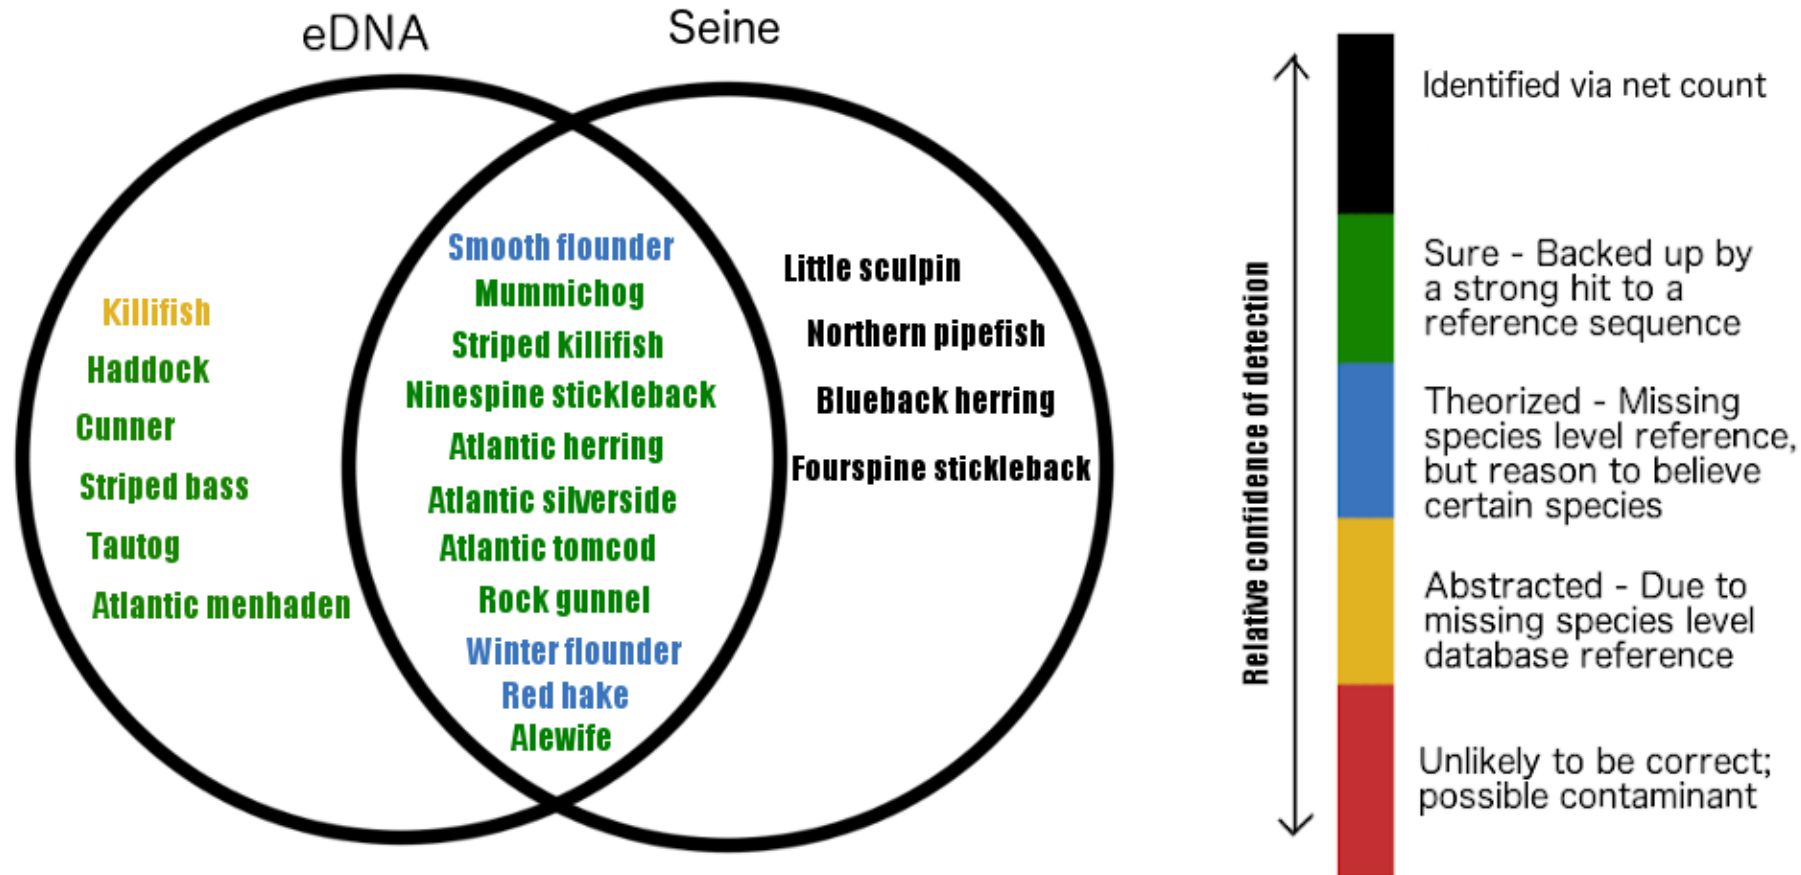 eDNA
Seine
Killifish
Haddock
Cunner
Striped bass
Tautog
Atlantic menhaden
Smooth flounder
Mummichog
Striped killifish
Ninespine stickleback
Atlantic herring
Atlantic silverside
Atlantic tomcod
Rock gunnel
Winter flounder
Red hake
Alewife
Little sculpin
Northern pipefish
Blueback herring
Fourspine stickleback
Relative confidence of detection
Identified via net count
Sure - Backed up by
a strong hit to a
reference sequence
Theorized - Missing
species level reference,
but reason to believe
certain species
Abstracted - Due to
missing species level
database reference
Unlikely to be correct;
possible contaminant